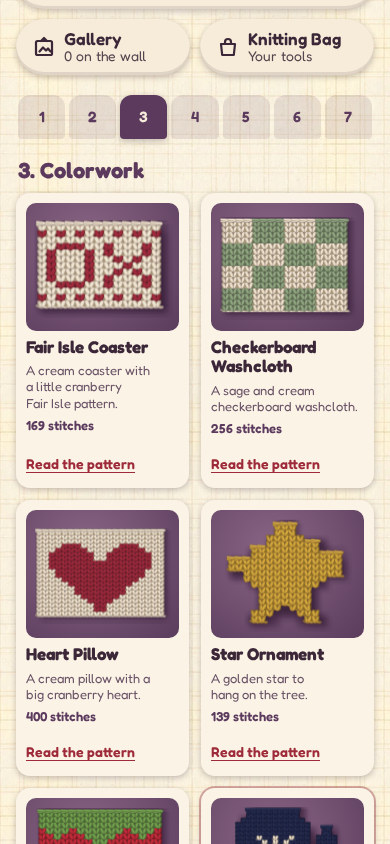 Gallery
0 on the wall
Knitting Bag
Your tools
1 2 3 4 5 6 7
3. Colorwork
Fair Isle Coaster
A cream coaster with
a little cranberry
Fair Isle pattern.
169 stitches
Read the pattern
Checkerboard
Washcloth
A sage and cream
checkerboard washcloth.
256 stitches
Read the pattern
Heart Pillow
A cream pillow with a
big cranberry heart.
400 stitches
Read the pattern
Star Ornament
A golden star to
hang on the tree.
139 stitches
Read the pattern